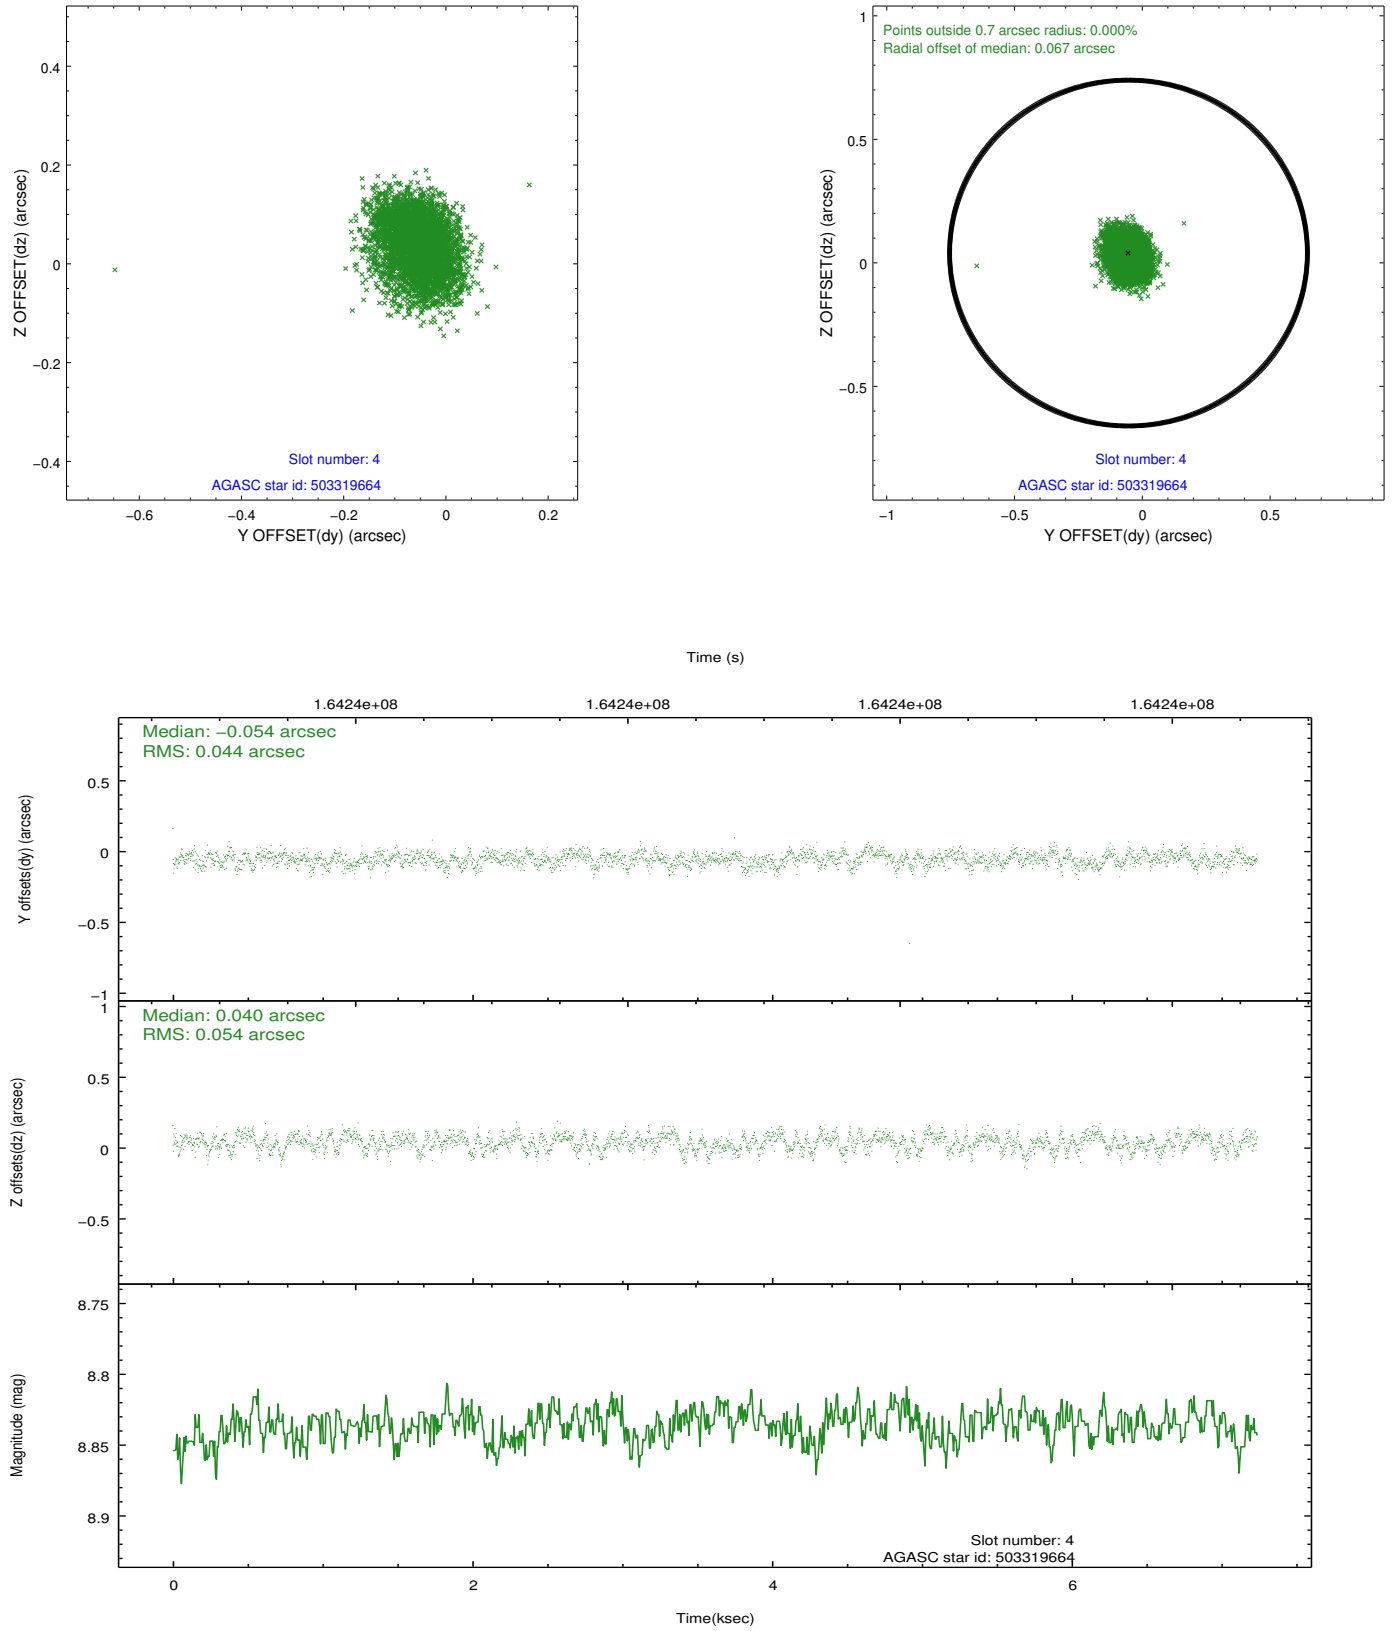 0.4
0.2
0
−0.2
−0.4
Z OFFSET(dz) (arcsec)
Slot number: 4
AGASC star id: 503319664
−0.6 −0.4 −0.2 0 0.2
Y OFFSET(dy) (arcsec)
Points outside 0.7 arcsec radius: 0.000%
Radial offset of median: 0.067 arcsec
1
0.5
0
−0.5
Z OFFSET(dz) (arcsec)
Slot number: 4
AGASC star id: 503319664
−1 −0.5 0 0.5
Y OFFSET(dy) (arcsec)
Time (s)
1.6424e+08 1.6424e+08 1.6424e+08 1.6424e+08
Median: −0.054 arcsec
RMS: 0.044 arcsec
0.5
0
−0.5
−1
Y offsets(dy) (arcsec)
Median: 0.040 arcsec
RMS: 0.054 arcsec
1
0.5
0
−0.5
Z offsets(dz) (arcsec)
8.75
8.8
8.85
8.9
Magnitude (mag)
Slot number: 4
AGASC star id: 503319664
0 2 4 6
Time(ksec)